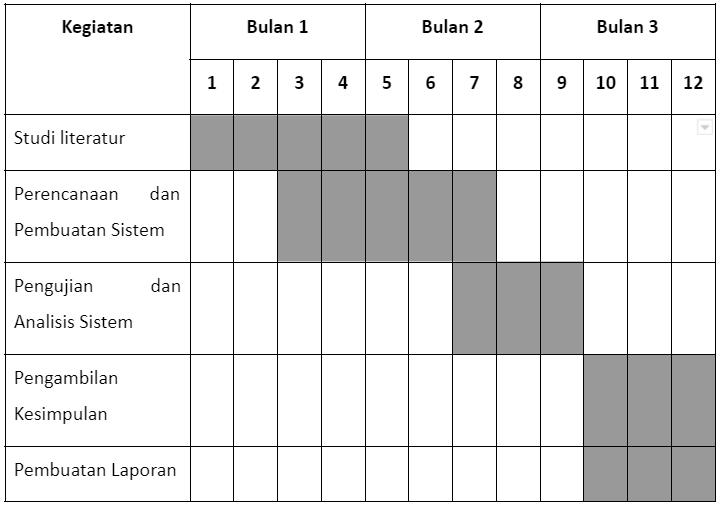 Kegiatan Bulan 1 Bulan 2 Bulan 3
1 2 3 4 5 6 7 8 9 10 11 12
Studi literatur
Perencanaan dan
Pembuatan Sistem
Pengujian dan
Analisis Sistem
Pengambilan
Kesimpulan
Pembuatan Laporan